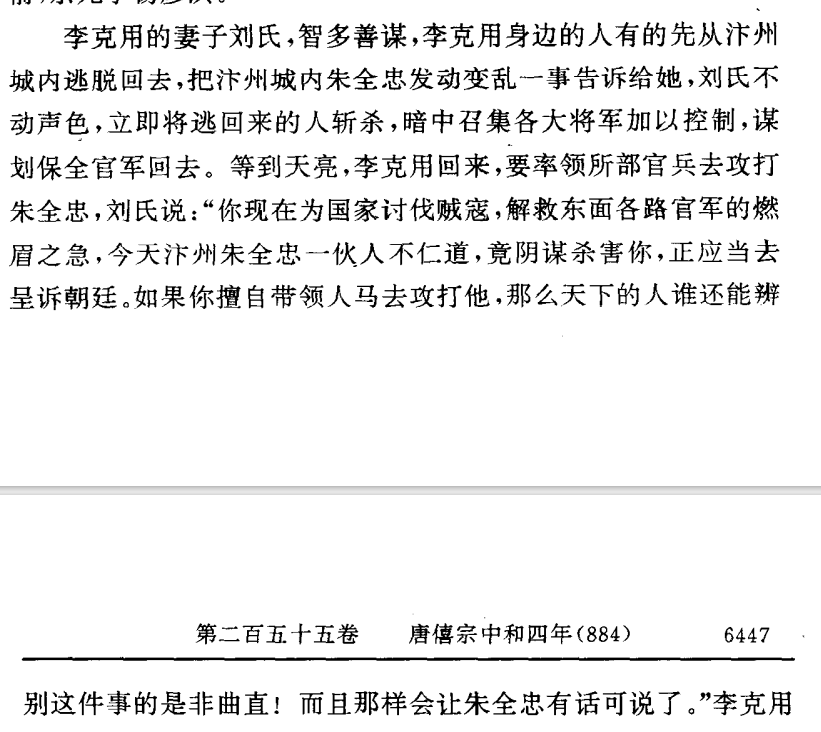 李克用的妻子刘氏，智多善谋，李克用身边的人有的先从汴州
城内逃脱回去，把汴州城内朱全忠发动变乱一事告诉给她，刘氏不
动声色，立即将逃回来的人斩杀，暗中召集各大将军加以控制，谋
划保全官军回去。等到天亮，李克用回来，要率领所部官兵去攻打
朱全忠，刘氏说：“你现在为国家讨伐贼寇，解救东面各路官军的燃
眉之急，今天汴州朱全忠一伙人不仁道，竟阴谋杀害你，正应当去
呈诉朝廷。如果你擅自带领人马去攻打他，那么天下的人谁还能辨
第二百五十五卷 唐僖宗中和四年(884) 6447
别这件事的是非曲直！而且那样会让朱全忠有话可说了。”李克用